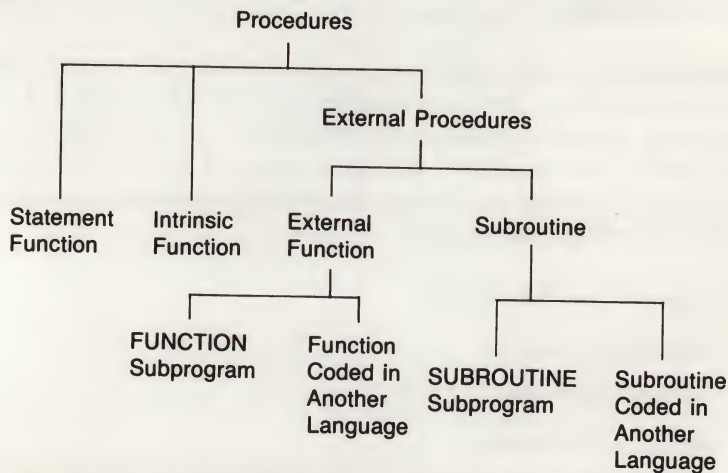 Procedures
External Procedures
Statement
Function
Intrinsic
Function
External
Function
Subroutine
FUNCTION
Subprogram
Function
Coded in
Another
Language
SUBROUTINE
Subprogram
Subroutine
Coded in
Another
Language